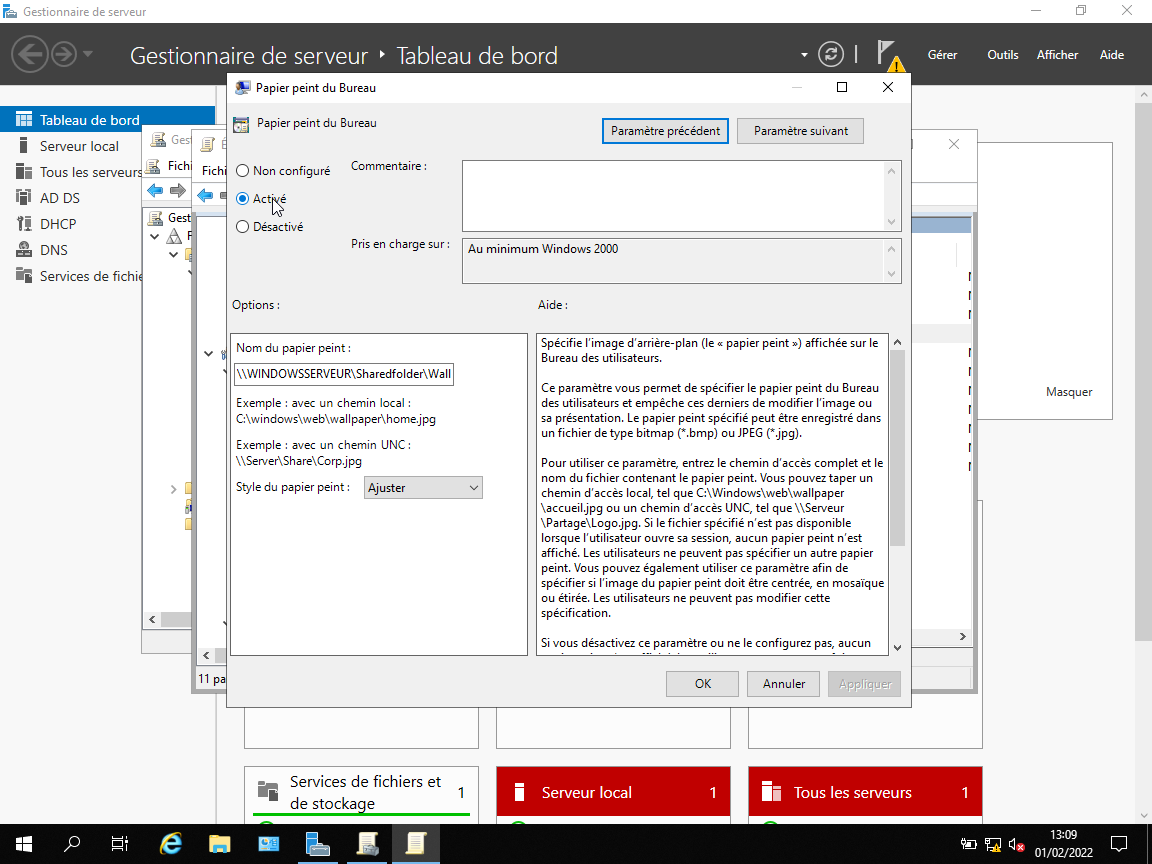 Gestionnaire de serveur
Gestionnaire de serveur
Tableau de bord
Gérer
Outils
Afficher
Aide
Tableau de bord
Serveur local
Tous les serveurs
AD DS
DHCP
DNS
Services de fichie
Ges
Fichi
Gest
Fichi
11 pa
Papier peint du Bureau
Papier peint du Bureau
Paramètre précédent
Paramètre suivant
Non configuré
Activé
Désactivé
Commentaire :
Pris en charge sur :
Au minimum Windows 2000
Options :
Aide :
Nom du papier peint :
\\WINDOWSSERVEUR\Sharedfolder\Wall
Exemple : avec un chemin local :
C:\windows\web\wallpaper\home.jpg
Exemple : avec un chemin UNC :
\\Server\Share\Corp.jpg
Style du papier peint :
Ajuster
Spécifie l'image d'arrière-plan (le « papier peint ») affichée sur le
Bureau des utilisateurs.
Ce paramètre vous permet de spécifier le papier peint du Bureau
des utilisateurs et empêche ces derniers de modifier l'image ou
sa présentation. Le papier peint spécifié peut être enregistré dans
un fichier de type bitmap (*.bmp) ou JPEG (*.jpg).
Pour utiliser ce paramètre, entrez le chemin d'accès complet et le
nom du fichier contenant le papier peint. Vous pouvez taper un
chemin d'accès local, tel que C:\Windows\web\wallpaper
\accueil.jpg ou un chemin d'accès UNC, tel que \\Serveur
\Partage\Logo.jpg. Si le fichier spécifié n'est pas disponible
lorsque l'utilisateur ouvre sa session, aucun papier peint n'est
affiché. Les utilisateurs ne peuvent pas spécifier un autre papier
peint. Vous pouvez également utiliser ce paramètre afin de
spécifier si l'image du papier peint doit être centrée, en mosaïque
ou étirée. Les utilisateurs ne peuvent pas modifier cette
spécification.
Si vous désactivez ce paramètre ou ne le configurez pas, aucun
OK
Annuler
Appliquer
Masquer
Services de fichiers et
de stockage
1
Serveur local
1
Tous les serveurs
1
13:09
01/02/2022